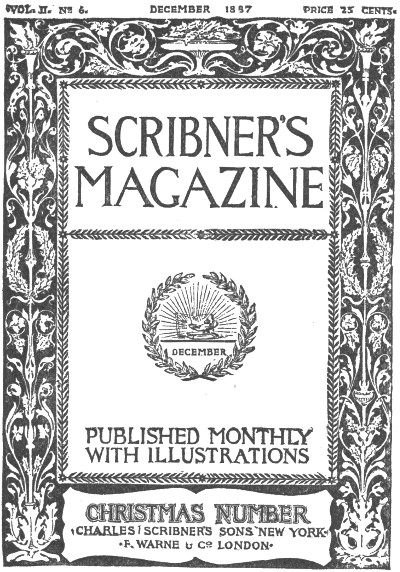 VOL. II. No 6. DECEMBER 1887 PRICE 25 CENTS.
SCRIBNER'S
MAGAZINE
DECEMBER
PUBLISHED MONTHLY
WITH ILLUSTRATIONS
CHRISTMAS NUMBER
CHARLES SCRIBNER'S SONS NEW YORK
F. WARNE & Co LONDON